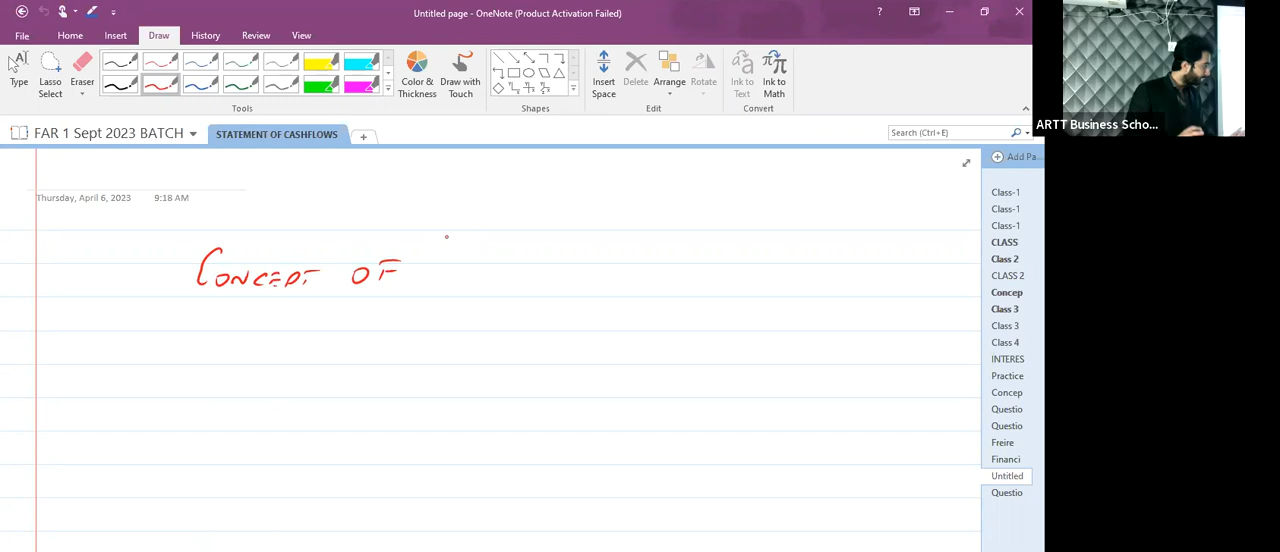 Untitled page - OneNote (Product Activation Failed)
File Home Insert Draw History Review View
Type
Lasso Select
Eraser
Color & Thickness
Draw with Touch
Insert Space
Delete
Arrange
Rotate
Ink to Text
Ink to Math
Tools Shapes Edit Convert
ARTT Business Scho...
FAR 1 Sept 2023 BATCH STATEMENT OF CASHFLOWS
Search (Ctrl+E)
Add Pa...
Thursday, April 6, 2023 9:18 AM
CONCEPT OF
Class-1
Class-1
Class-1
CLASS
Class 2
CLASS 2
Concep
Class 3
Class 3
Class 4
INTERES
Practice
Concep
Questio
Questio
Freire
Financi
Untitled
Questio